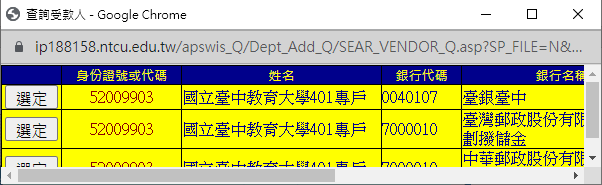 查詢受款人 - Google Chrome
ip188158.ntcu.edu.tw/apswis_Q/Dept_Add_Q/SEAR_VENDOR_Q.asp?SP_FILE=N&...
身份證號或代碼 姓名 銀行代碼 銀行名稱
選定 52009903 國立臺中教育大學401專戶 0040107 臺銀臺中
選定 52009903 國立臺中教育大學401專戶 7000010 臺灣郵政股份有限
劃撥儲金
選定 52009903 國立臺中教育大學401專戶 7000010 中華郵政股份有限